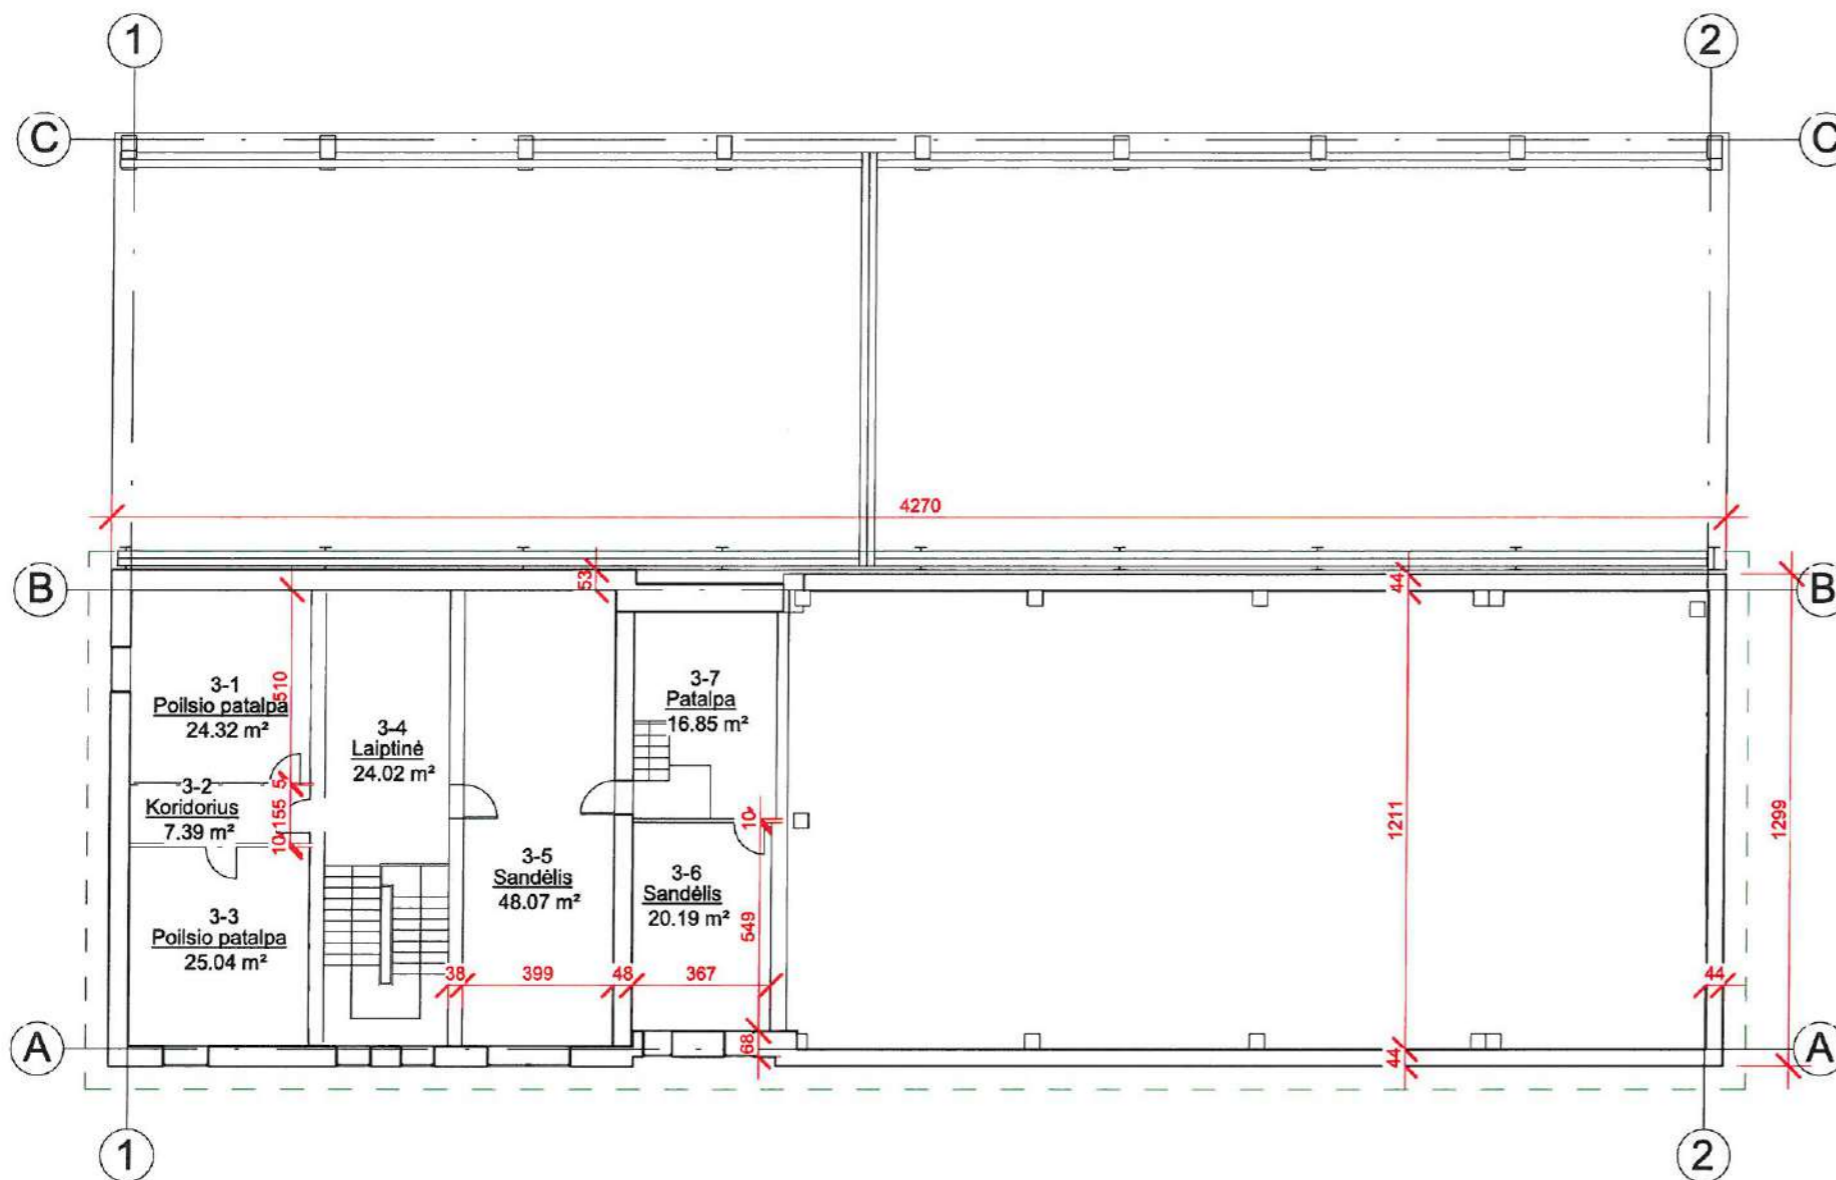 1
2
C
C
4270
B
53
44
B
3-1
Poilsio patalpa
24.32 m²
510
3-7
Patalpa
16.85 m²
3-4
Laiptinė
24.02 m²
5
3-2
Koridorius
7.39 m²
155
10
10
1211
1299
3-5
Sandėlis
48.07 m²
3-6
Sandėlis
20.19 m²
549
3-3
Poilsio patalpa
25.04 m²
38
399
48
367
44
A
68
44
A
1
2